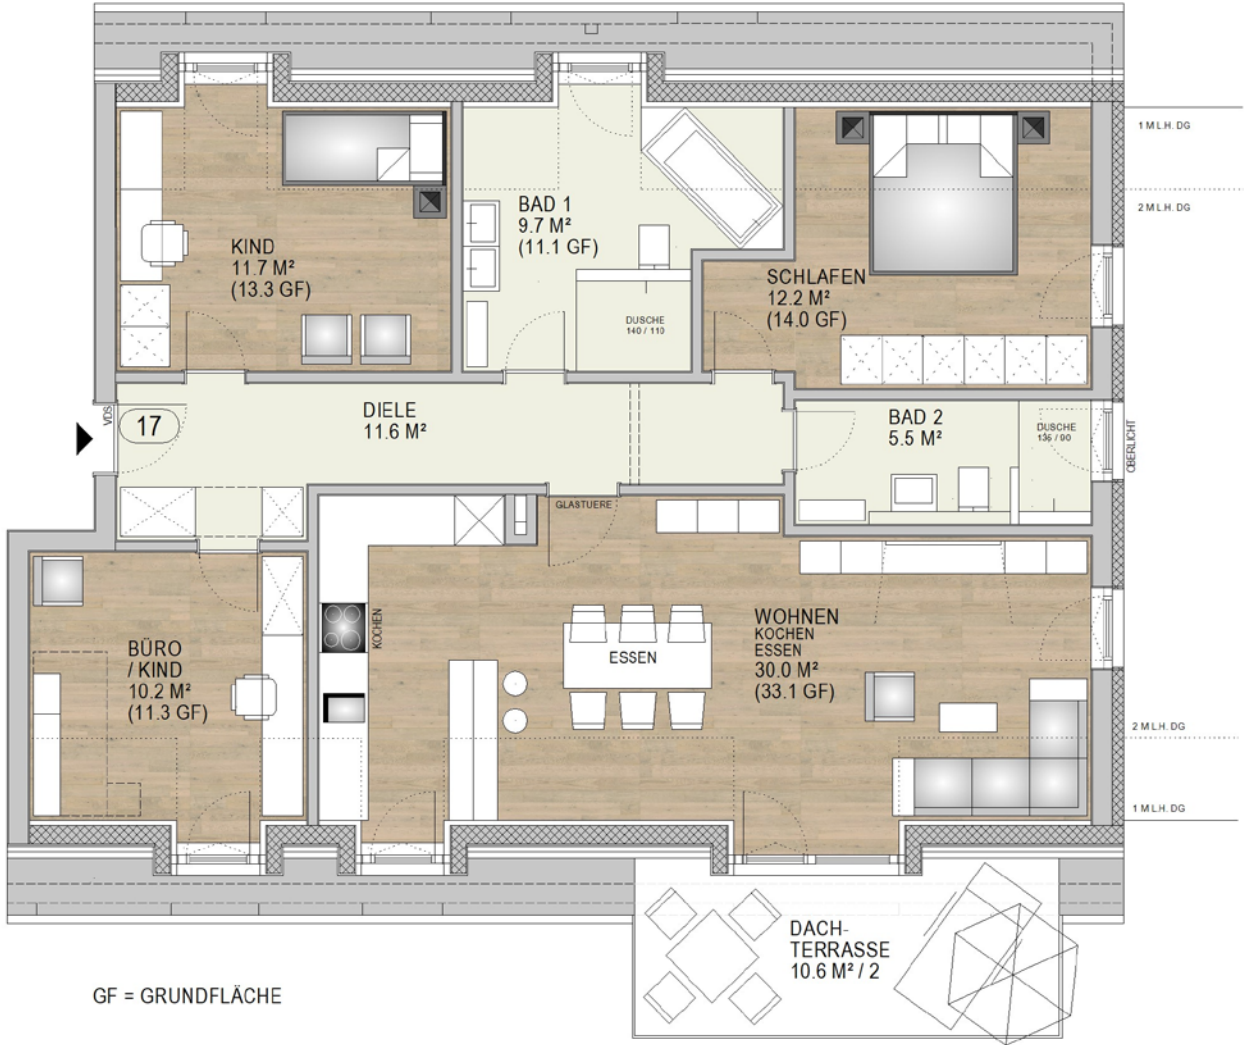 1 M LH. DG
2 M LH. DG
KIND
11.7 M²
(13.3 GF)
BAD 1
9.7 M²
(11.1 GF)
DUSCHE
140 / 110
SCHLAFEN
12.2 M²
(14.0 GF)
VDS
17
DIELE
11.6 M²
BAD 2
5.5 M²
DUSCHE
136 / 90
OBERLICHT
GLASTUERE
KOCHEN
BÜRO
/ KIND
10.2 M²
(11.3 GF)
ESSEN
WOHNEN
KOCHEN
ESSEN
30.0 M²
(33.1 GF)
2 M LH. DG
1 M LH. DG
DACH-
TERRASSE
10.6 M² / 2
GF = GRUNDFLÄCHE